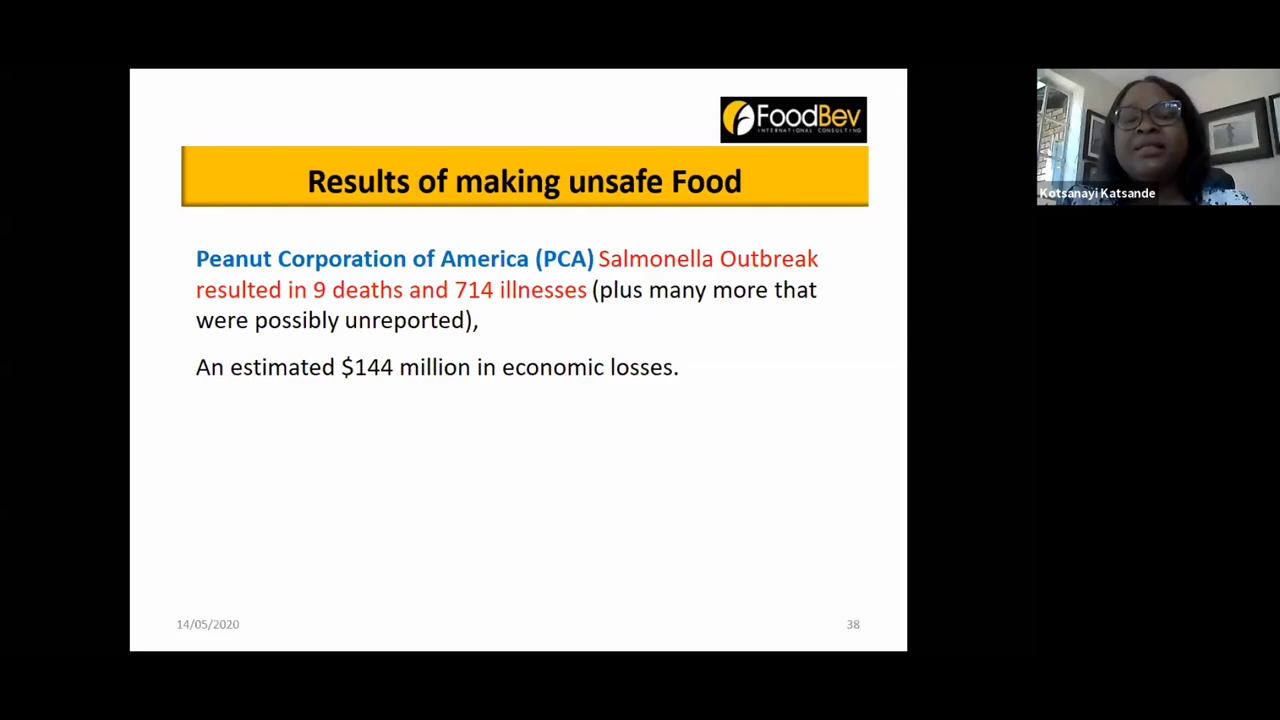 FoodBev
INTERNATIONAL CONSULTING
Results of making unsafe Food
Peanut Corporation of America (PCA) Salmonella Outbreak
resulted in 9 deaths and 714 illnesses (plus many more that
were possibly unreported),
An estimated $144 million in economic losses.
14/05/2020
38
Kotsanayi Katsande